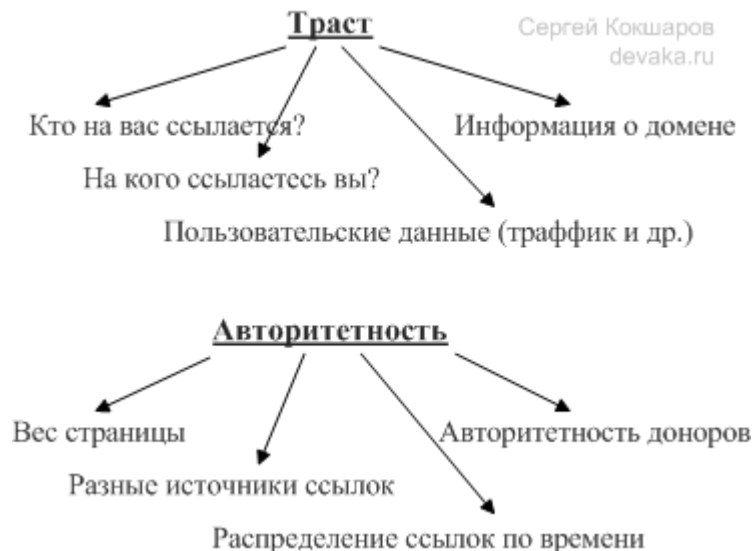 Траст
Сергей Кокшаров
devaka.ru
Кто на вас ссылается?
Информация о домене
На кого ссылаетесь вы?
Пользовательские данные (траффик и др.)
Авторитетность
Вес страницы
Авторитетность доноров
Разные источники ссылок
Распределение ссылок по времени